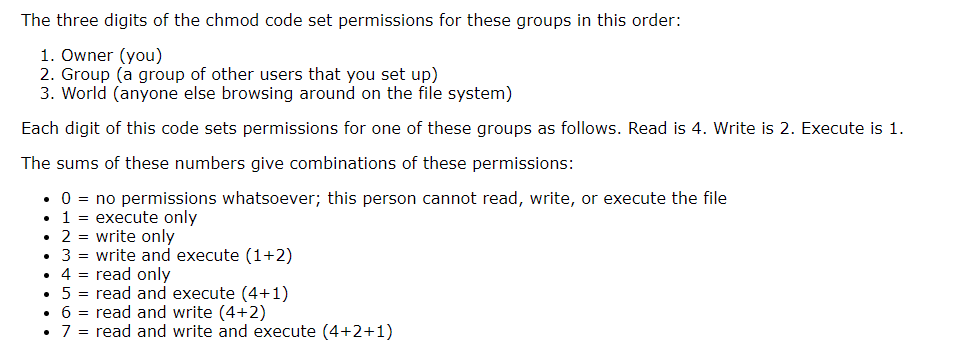 The three digits of the chmod code set permissions for these groups in this order:
1. Owner (you)
2. Group (a group of other users that you set up)
3. World (anyone else browsing around on the file system)
Each digit of this code sets permissions for one of these groups as follows. Read is 4. Write is 2. Execute is 1.
The sums of these numbers give combinations of these permissions:
• 0 = no permissions whatsoever; this person cannot read, write, or execute the file
• 1 = execute only
• 2 = write only
• 3 = write and execute (1+2)
• 4 = read only
• 5 = read and execute (4+1)
• 6 = read and write (4+2)
• 7 = read and write and execute (4+2+1)